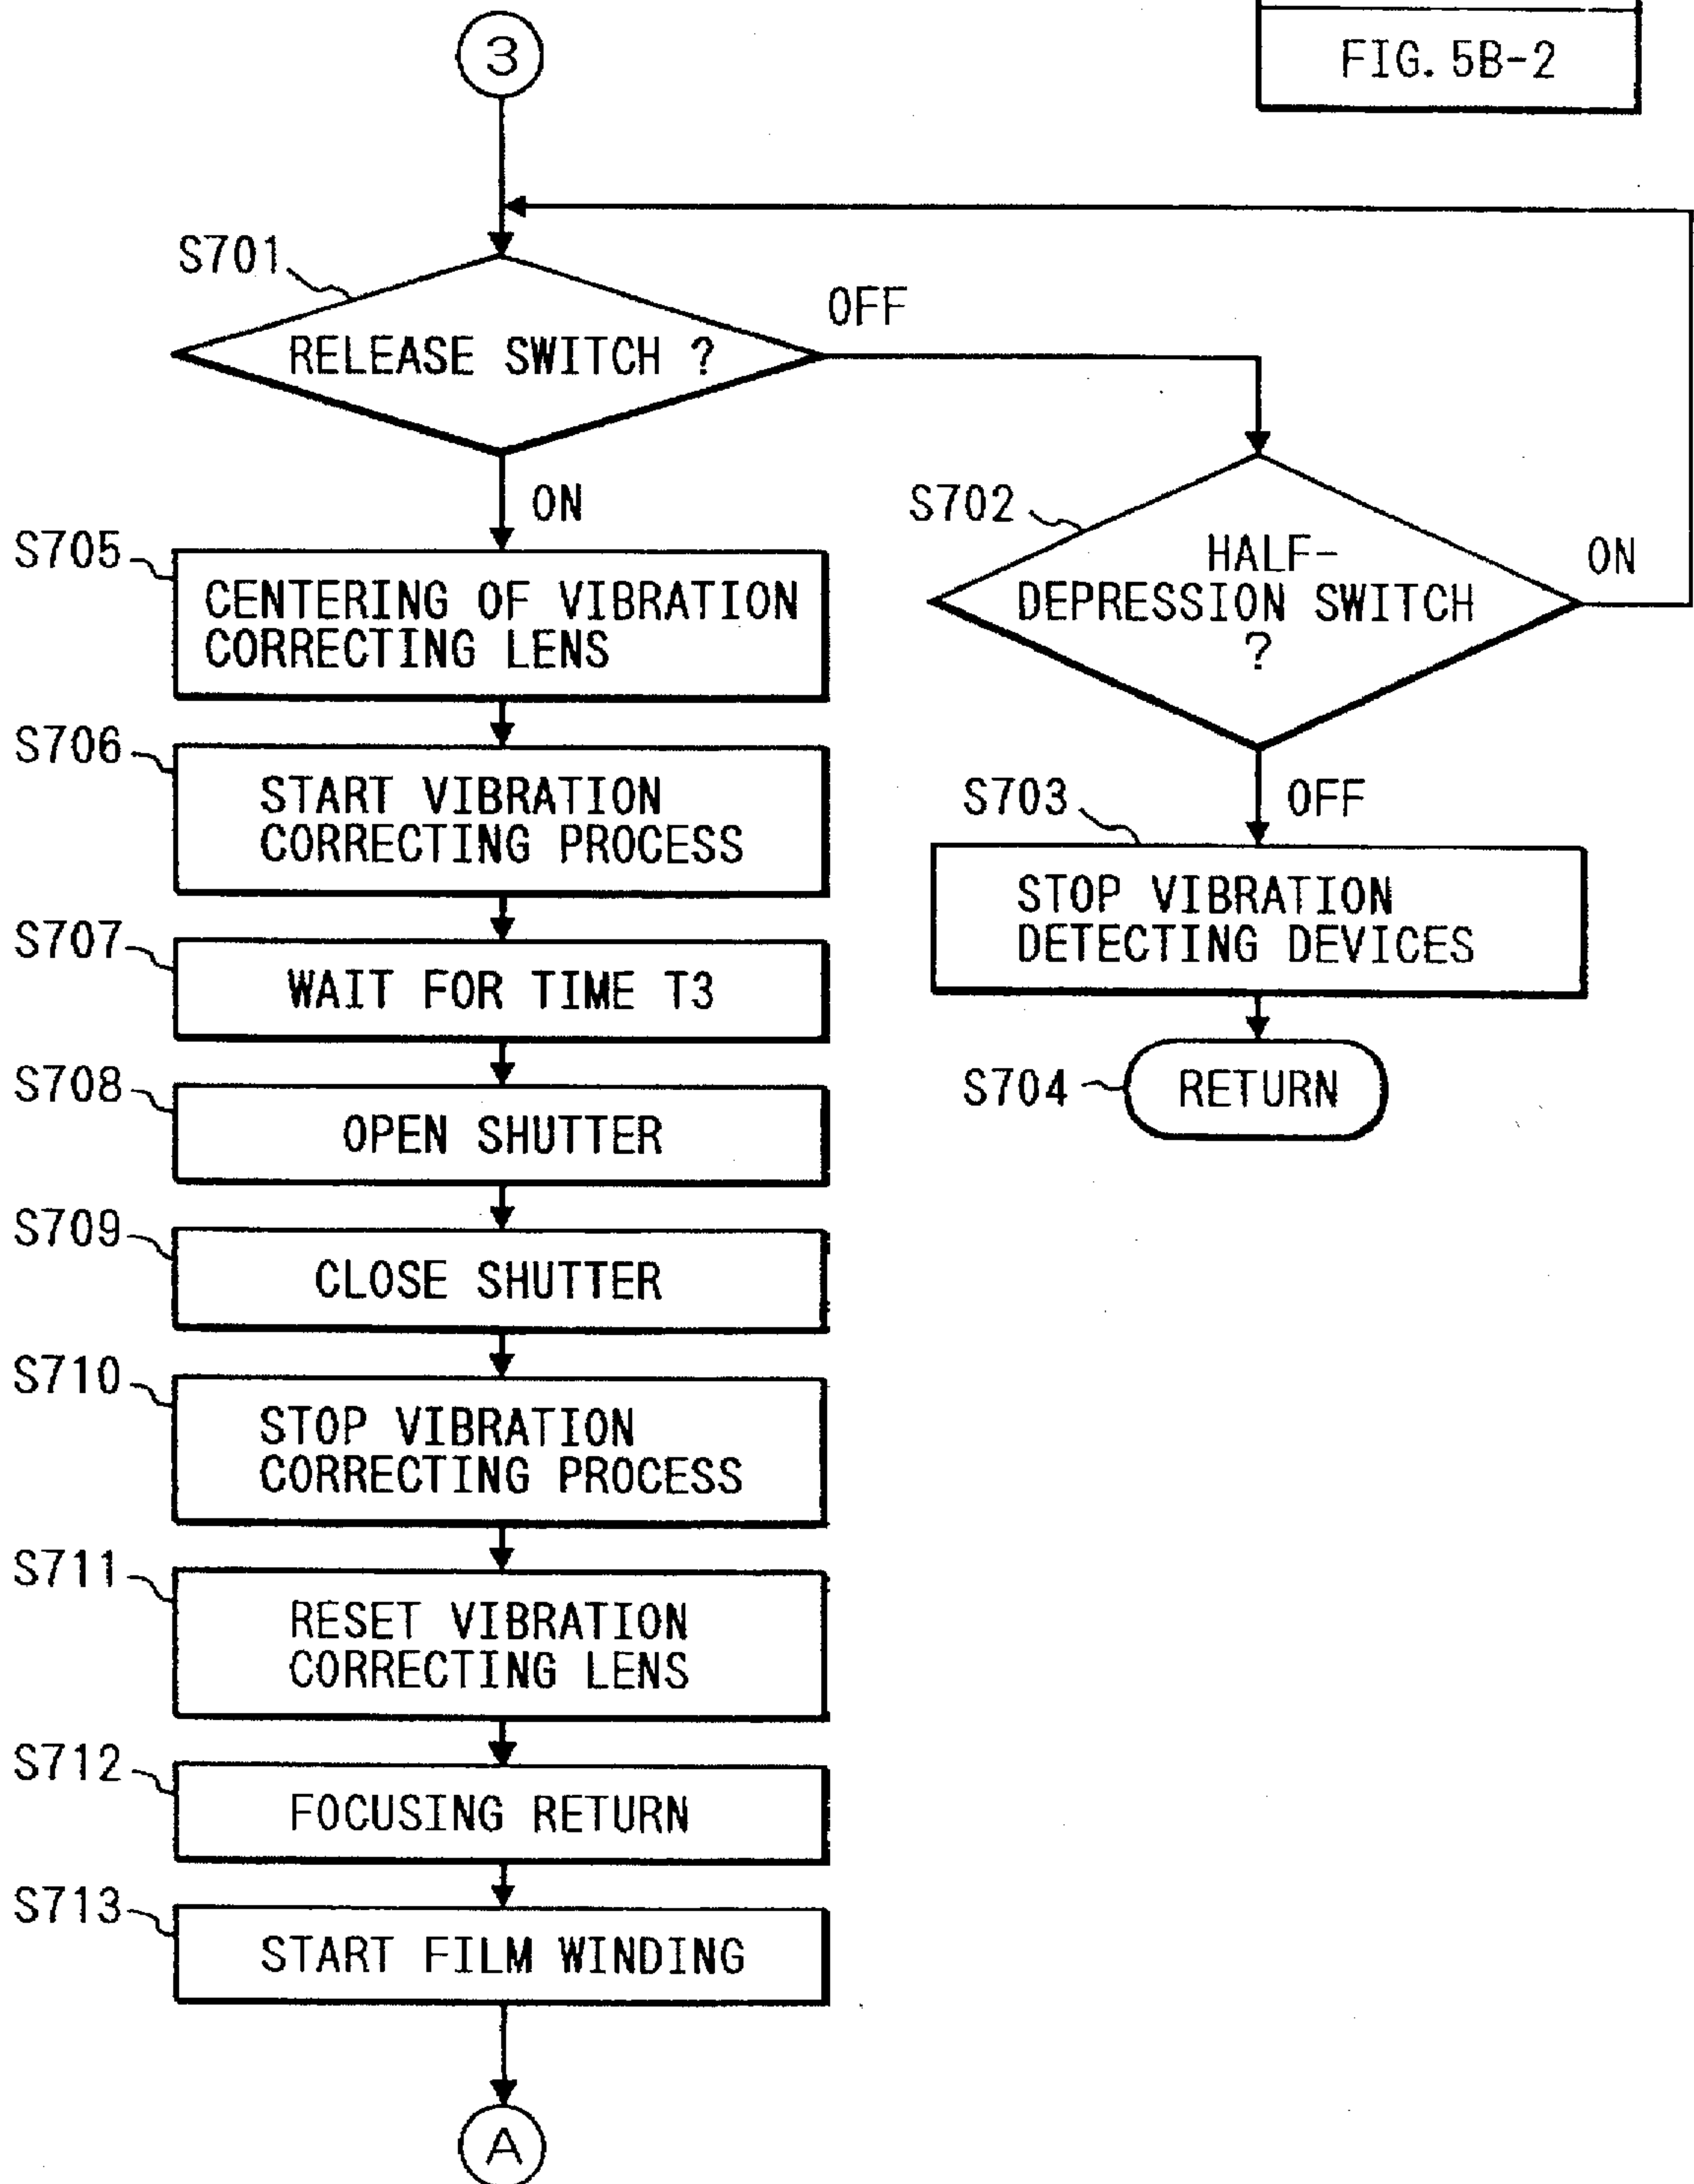 FIG. 5B-2
3
S701
RELEASE SWITCH ?
OFF
ON
S702
HALF-
DEPRESSION SWITCH
?
ON
OFF
S703
STOP VIBRATION
DETECTING DEVICES
S704
RETURN
S705
CENTERING OF VIBRATION
CORRECTING LENS
S706
START VIBRATION
CORRECTING PROCESS
S707
WAIT FOR TIME T3
S708
OPEN SHUTTER
S709
CLOSE SHUTTER
S710
STOP VIBRATION
CORRECTING PROCESS
S711
RESET VIBRATION
CORRECTING LENS
S712
FOCUSING RETURN
S713
START FILM WINDING
A